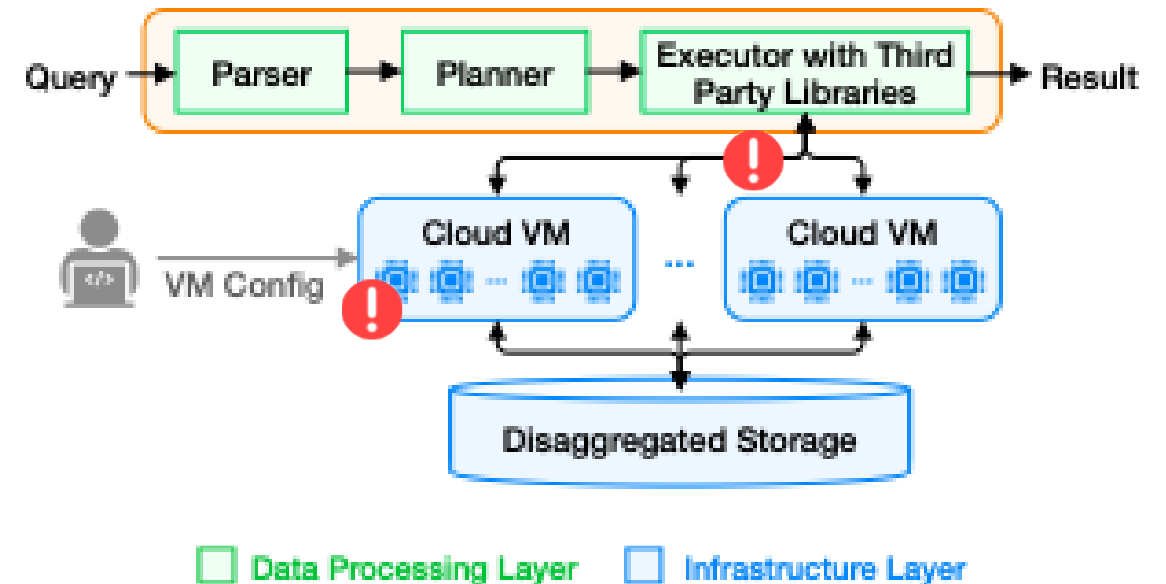 Query
Parser
Planner
Executor with Third
Party Libraries
Result
!
Cloud VM
...
Cloud VM
...
...
</>
VM Config
!
Disaggregated Storage
Data Processing Layer
Infrastructure Layer